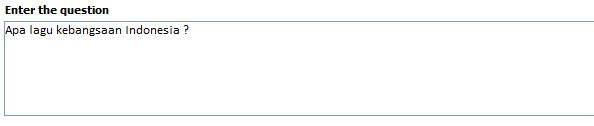 Enter the question
Apa lagu kebangsaan Indonesia ?